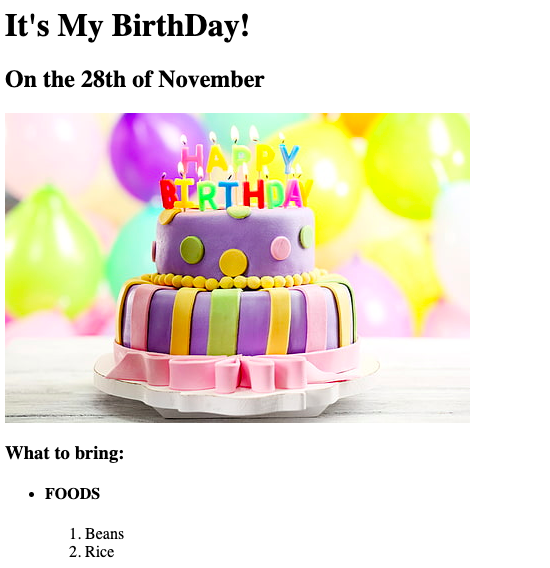 It's My BirthDay!
On the 28th of November
HAPPY
BIRTHDAY
What to bring:
• FOODS
1. Beans
2. Rice